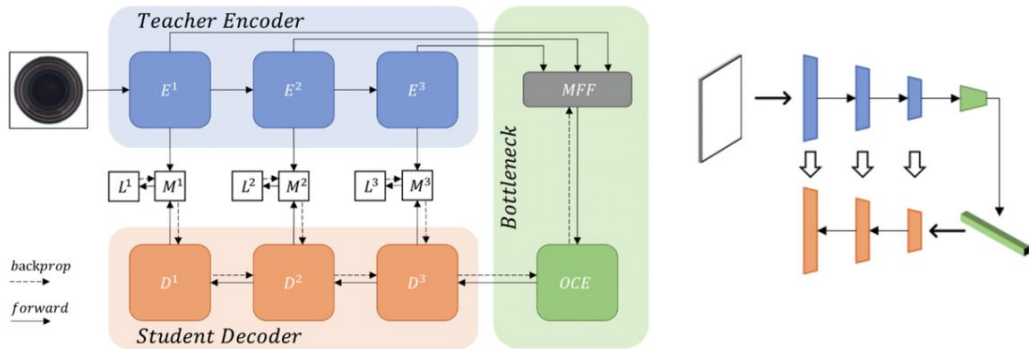 Teacher Encoder
E¹
E²
E³
MFF
L¹
M¹
L²
M²
L³
M³
Bottleneck
backprop
forward
D¹
D²
D³
OCE
Student Decoder